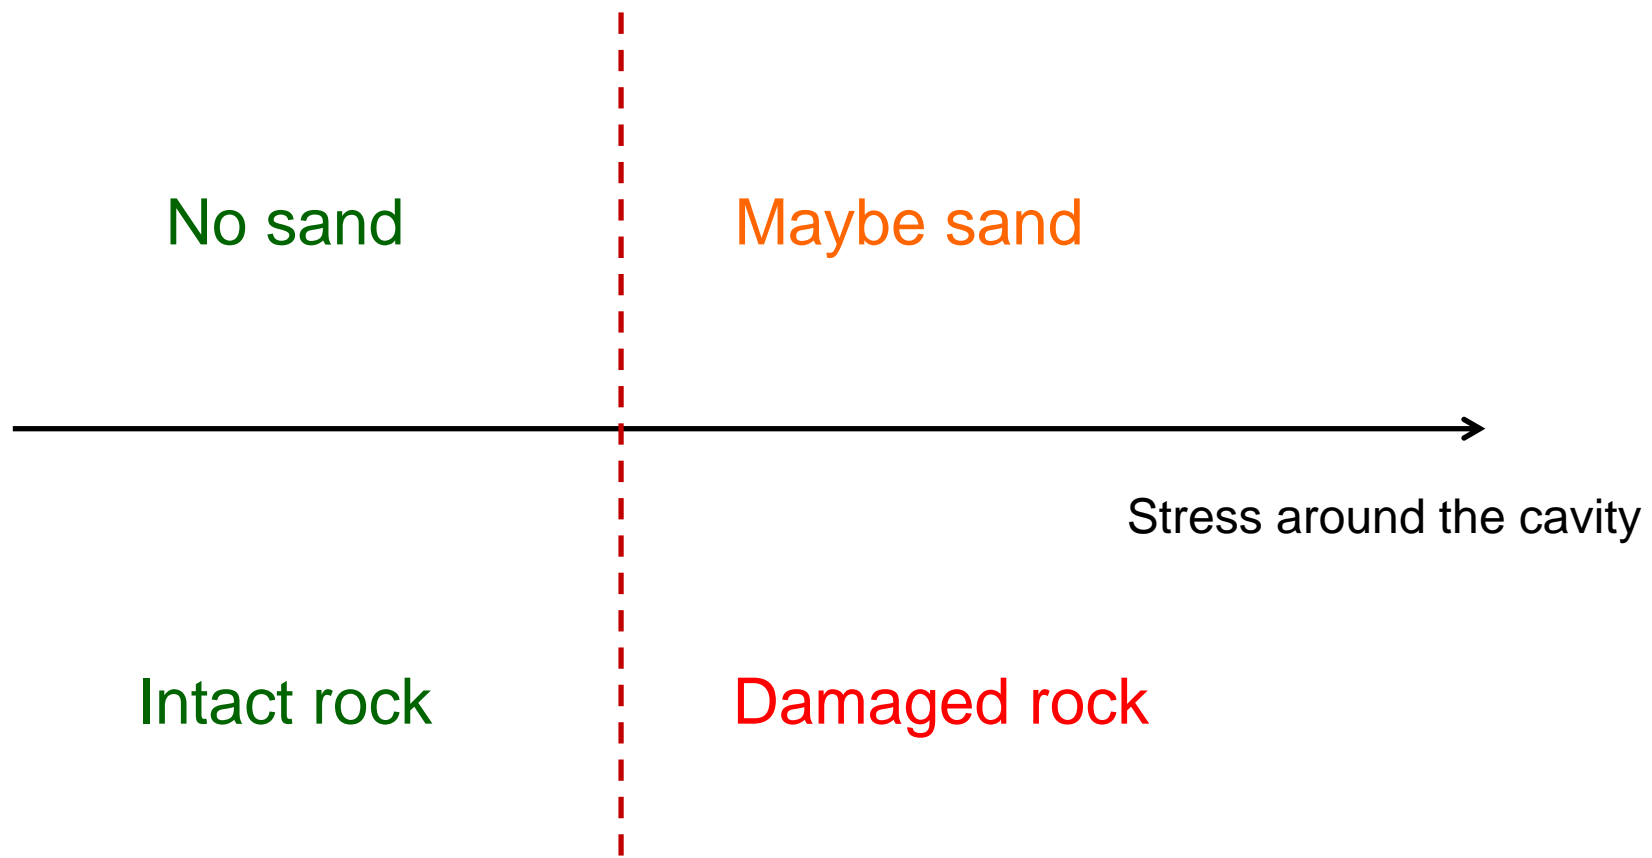 No sand
Maybe sand
Stress around the cavity
Intact rock
Damaged rock